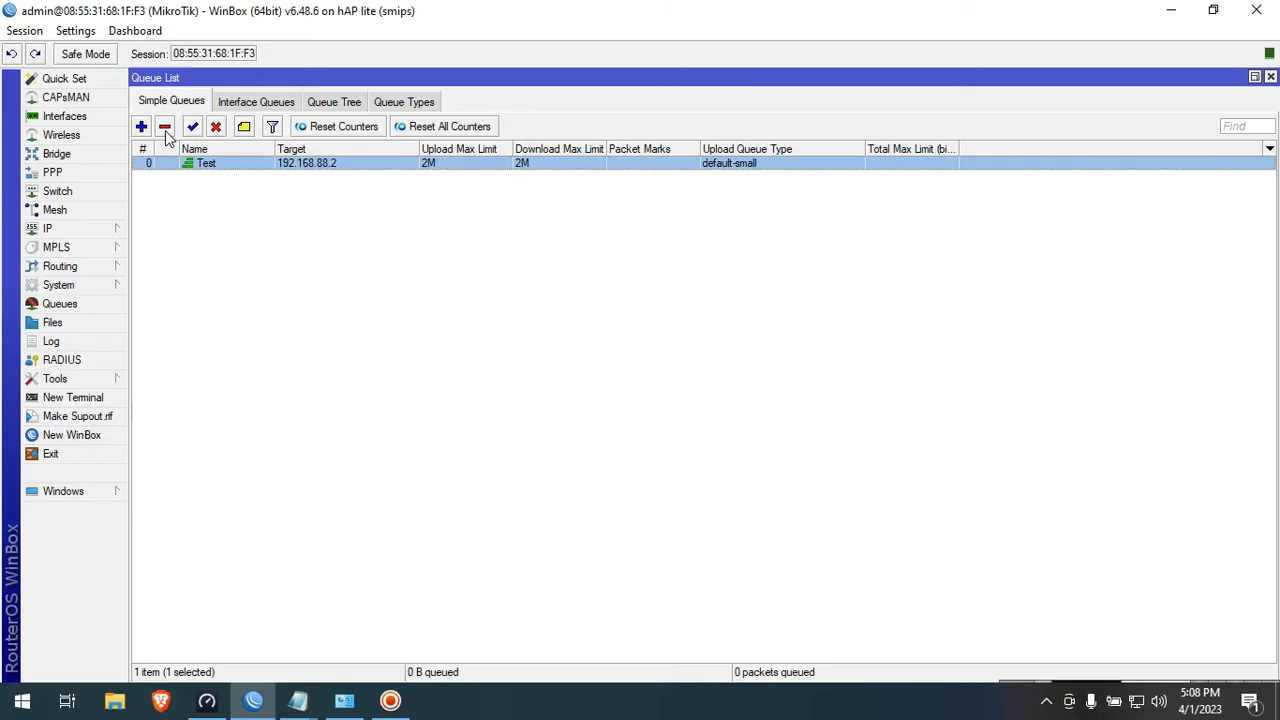 admin@08:55:31:68:1F:F3 (MikroTik) - WinBox (64bit) v6.48.6 on hAP lite (smips)
Session Settings Dashboard
Safe Mode Session: 08:55:31:68:1F:F3
Quick Set
CAPsMAN
Interfaces
Wireless
Bridge
PPP
Switch
Mesh
IP
MPLS
Routing
System
Queues
Files
Log
RADIUS
Tools
New Terminal
Make Supout.rif
New WinBox
Exit
Windows
RouterOS WinBox
Queue List
Simple Queues Interface Queues Queue Tree Queue Types
Reset Counters Reset All Counters Find
# Name Target Upload Max Limit Download Max Limit Packet Marks Upload Queue Type Total Max Limit (bi...
0 Test 192.168.88.2 2M 2M default-small
1 item (1 selected) 0 B queued 0 packets queued
5:08 PM
4/1/2023
1